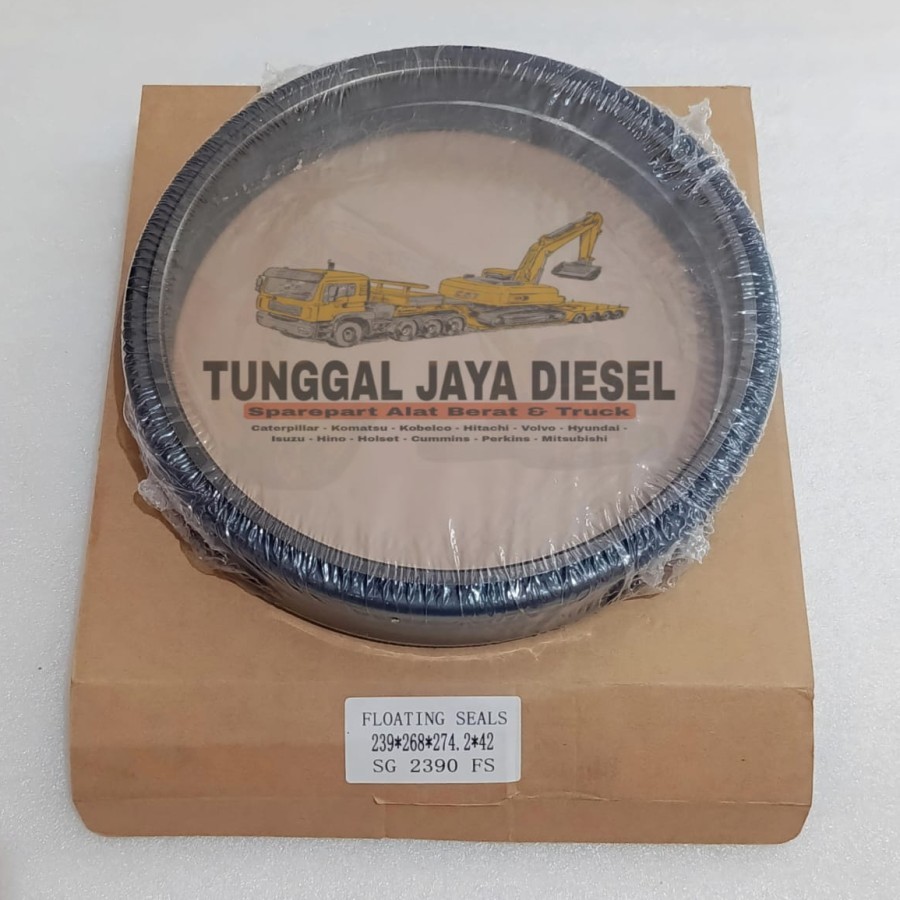 TUNGGAL JAYA DIESEL
Sparepart Alat Berat & Truck
Caterpillar - Komatsu - Kobelco - Hitachi - Volvo - Hyundai -
Isuzu - Hino - Holset - Cummins - Perkins - Mitsubishi
FLOATING SEALS
239*268*274.2*42
SG 2390 FS